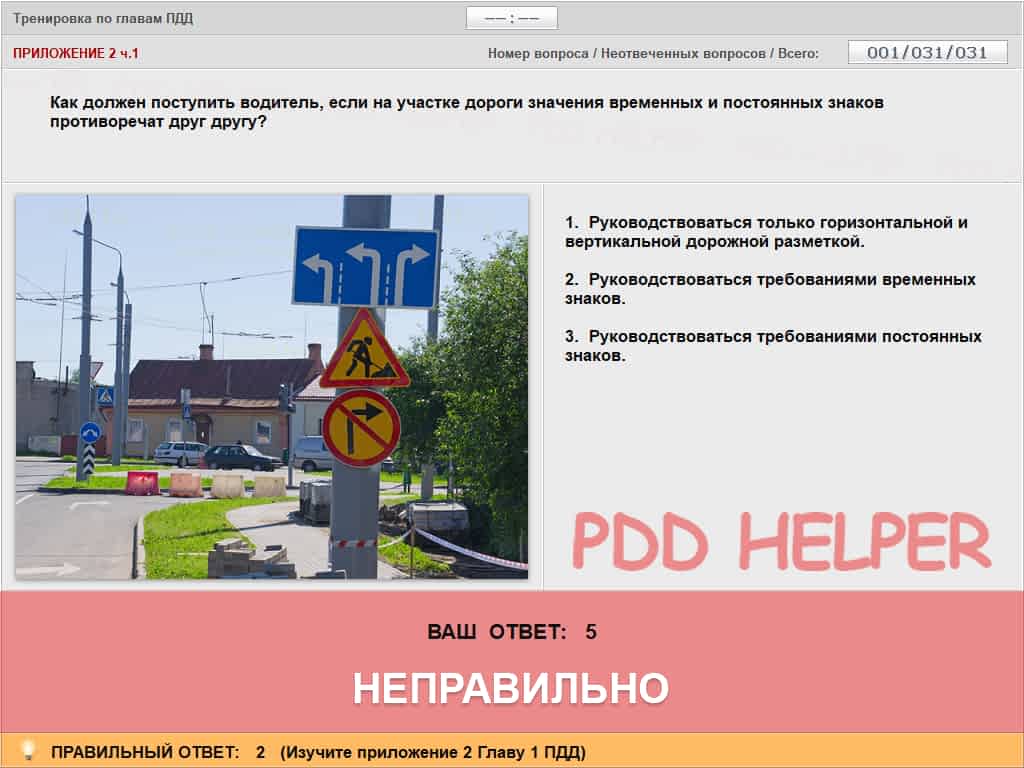 Тренировка по главам ПДД
––:––
ПРИЛОЖЕНИЕ 2 ч.1
Номер вопроса / Неотвеченных вопросов / Всего:
001/031/031
Как должен поступить водитель, если на участке дороги значения временных и постоянных знаков
противоречат друг другу?
1. Руководствоваться только горизонтальной и
вертикальной дорожной разметкой.
2. Руководствоваться требованиями временных
знаков.
3. Руководствоваться требованиями постоянных
знаков.
PDD HELPER
ВАШ ОТВЕТ: 5
НЕПРАВИЛЬНО
ПРАВИЛЬНЫЙ ОТВЕТ: 2 (Изучите приложение 2 Главу 1 ПДД)